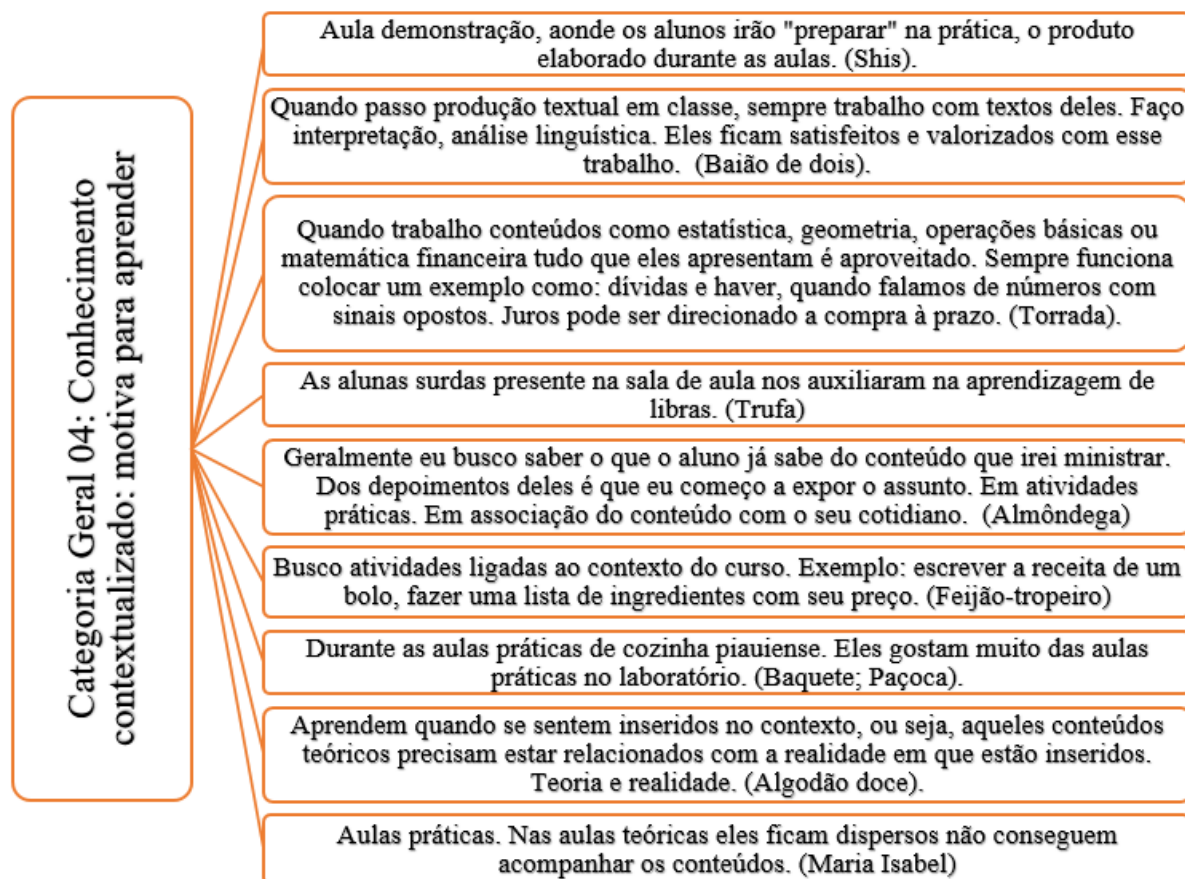 Categoria Geral 04: Conhecimento
contextualizado: motiva para aprender
Aula demonstração, aonde os alunos irão "preparar" na prática, o produto
elaborado durante as aulas. (Shis).
Quando passo produção textual em classe, sempre trabalho com textos deles. Faço
interpretação, análise linguística. Eles ficam satisfeitos e valorizados com esse
trabalho. (Baião de dois).
Quando trabalho conteúdos como estatística, geometria, operações básicas ou
matemática financeira tudo que eles apresentam é aproveitado. Sempre funciona
colocar um exemplo como: dívidas e haver, quando falamos de números com
sinais opostos. Juros pode ser direcionado a compra à prazo. (Torrada).
As alunas surdas presente na sala de aula nos auxiliaram na aprendizagem de
libras. (Trufa)
Geralmente eu busco saber o que o aluno já sabe do conteúdo que irei ministrar.
Dos depoimentos deles é que eu começo a expor o assunto. Em atividades
práticas. Em associação do conteúdo com o seu cotidiano. (Almôndega)
Busco atividades ligadas ao contexto do curso. Exemplo: escrever a receita de um
bolo, fazer uma lista de ingredientes com seu preço. (Feijão-tropeiro)
Durante as aulas práticas de cozinha piauiense. Eles gostam muito das aulas
práticas no laboratório. (Baquete; Paçoca).
Aprendem quando se sentem inseridos no contexto, ou seja, aqueles conteúdos
teóricos precisam estar relacionados com a realidade em que estão inseridos.
Teoria e realidade. (Algodão doce).
Aulas práticas. Nas aulas teóricas eles ficam dispersos não conseguem
acompanhar os conteúdos. (Maria Isabel)